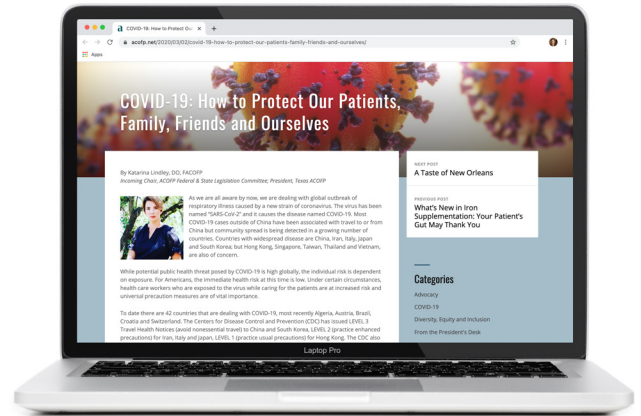 COVID-19: How to Protect Ou
acofp.net/2020/03/02/covid-19-how-to-protect-our-patients-family-friends-and-ourselves/
Apps
COVID-19: How to Protect Our Patients,
Family, Friends and Ourselves
By Katarina Lindley, DO, FACOFP
Incoming Chair, ACOFP Federal & State Legislation Committee; President, Texas ACOFP
As we are all aware by now, we are dealing with global outbreak of
respiratory illness caused by a new strain of coronavirus. The virus has been
named "SARS-CoV-2" and it causes the disease named COVID-19. Most
COVID-19 cases outside of China have been associated with travel to or from
China but community spread is being detected in a growing number of
countries. Countries with widespread disease are China, Iran, Italy, Japan
and South Korea; but Hong Kong, Singapore, Taiwan, Thailand and Vietnam,
are also of concern.
While potential public health threat posed by COVID-19 is high globally, the individual risk is dependent
on exposure. For Americans, the immediate health risk at this time is low. Under certain circumstances,
health care workers who are exposed to the virus while caring for the patients are at increased risk and
universal precaution measures are of vital importance.
To date there are 42 countries that are dealing with COVID-19, most recently Algeria, Austria, Brazil,
Croatia and Switzerland. The Centers for Disease Control and Prevention (CDC) has issued LEVEL 3
Travel Health Notices (avoid nonessential travel) to China and South Korea, LEVEL 2 (practice enhanced
precautions) for Iran, Italy and Japan, LEVEL 1 (practice usual precautions) for Hong Kong. The CDC also
NEXT POST
A Taste of New Orleans
PREVIOUS POST
What's New in Iron
Supplementation: Your Patient's
Gut May Thank You
Categories
Advocacy
COVID-19
Diversity, Equity and Inclusion
From the President's Desk
Laptop Pro